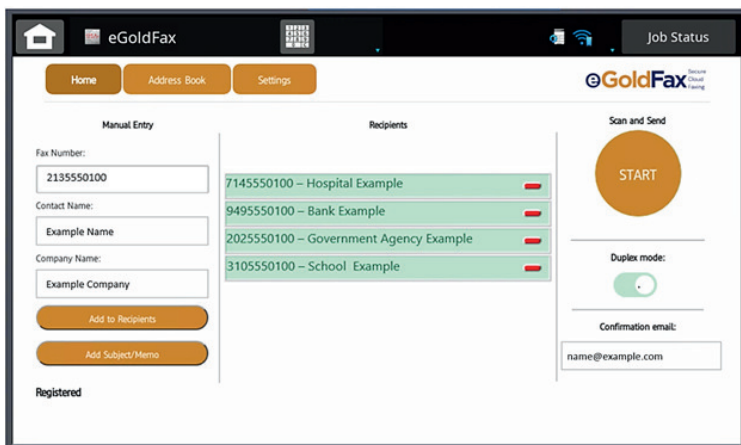 eGoldFax
Job Status
Home
Address Book
Settings
eGoldFax Secure Cloud Faxing
Manual Entry
Fax Number:
2135550100
Contact Name:
Example Name
Company Name:
Example Company
Add to Recipients
Add Subject/Memo
Registered
Recipients
7145550100 – Hospital Example
9495550100 – Bank Example
2025550100 – Government Agency Example
3105550100 – School Example
Scan and Send
START
Duplex mode:
Confirmation email:
name@example.com